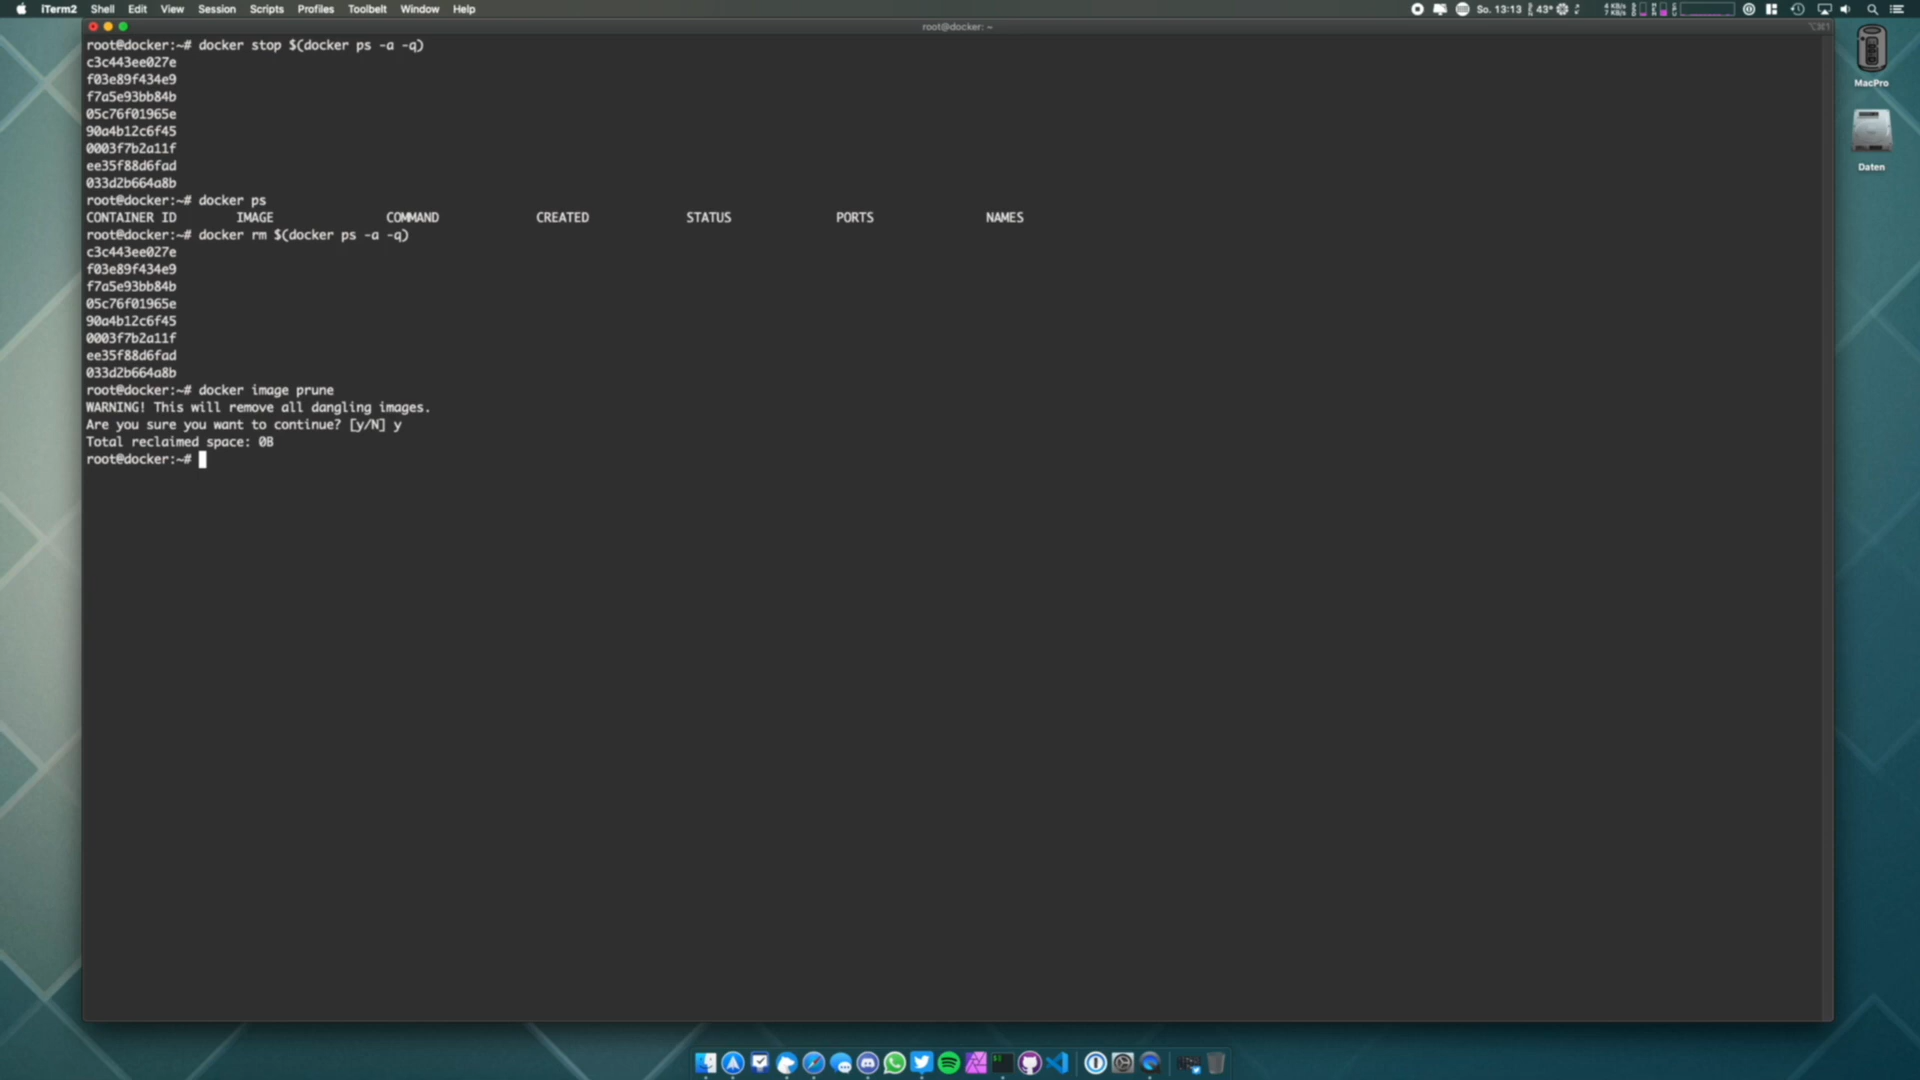 iTerm2 Shell Edit View Session Scripts Profiles Toolbelt Window Help
So. 13:13 43°
root@docker: ~
root@docker:~# docker stop $(docker ps -a -q)
c3c443ee027e
f03e89f434e9
f7a5e93bb84b
05c76f01965e
90a4b12c6f45
0003f7b2a11f
ee35f88d6fad
033d2b664a8b
root@docker:~# docker ps
CONTAINER ID IMAGE COMMAND CREATED STATUS PORTS NAMES
root@docker:~# docker rm $(docker ps -a -q)
c3c443ee027e
f03e89f434e9
f7a5e93bb84b
05c76f01965e
90a4b12c6f45
0003f7b2a11f
ee35f88d6fad
033d2b664a8b
root@docker:~# docker image prune
WARNING! This will remove all dangling images.
Are you sure you want to continue? [y/N] y
Total reclaimed space: 0B
root@docker:~#
MacPro
Daten